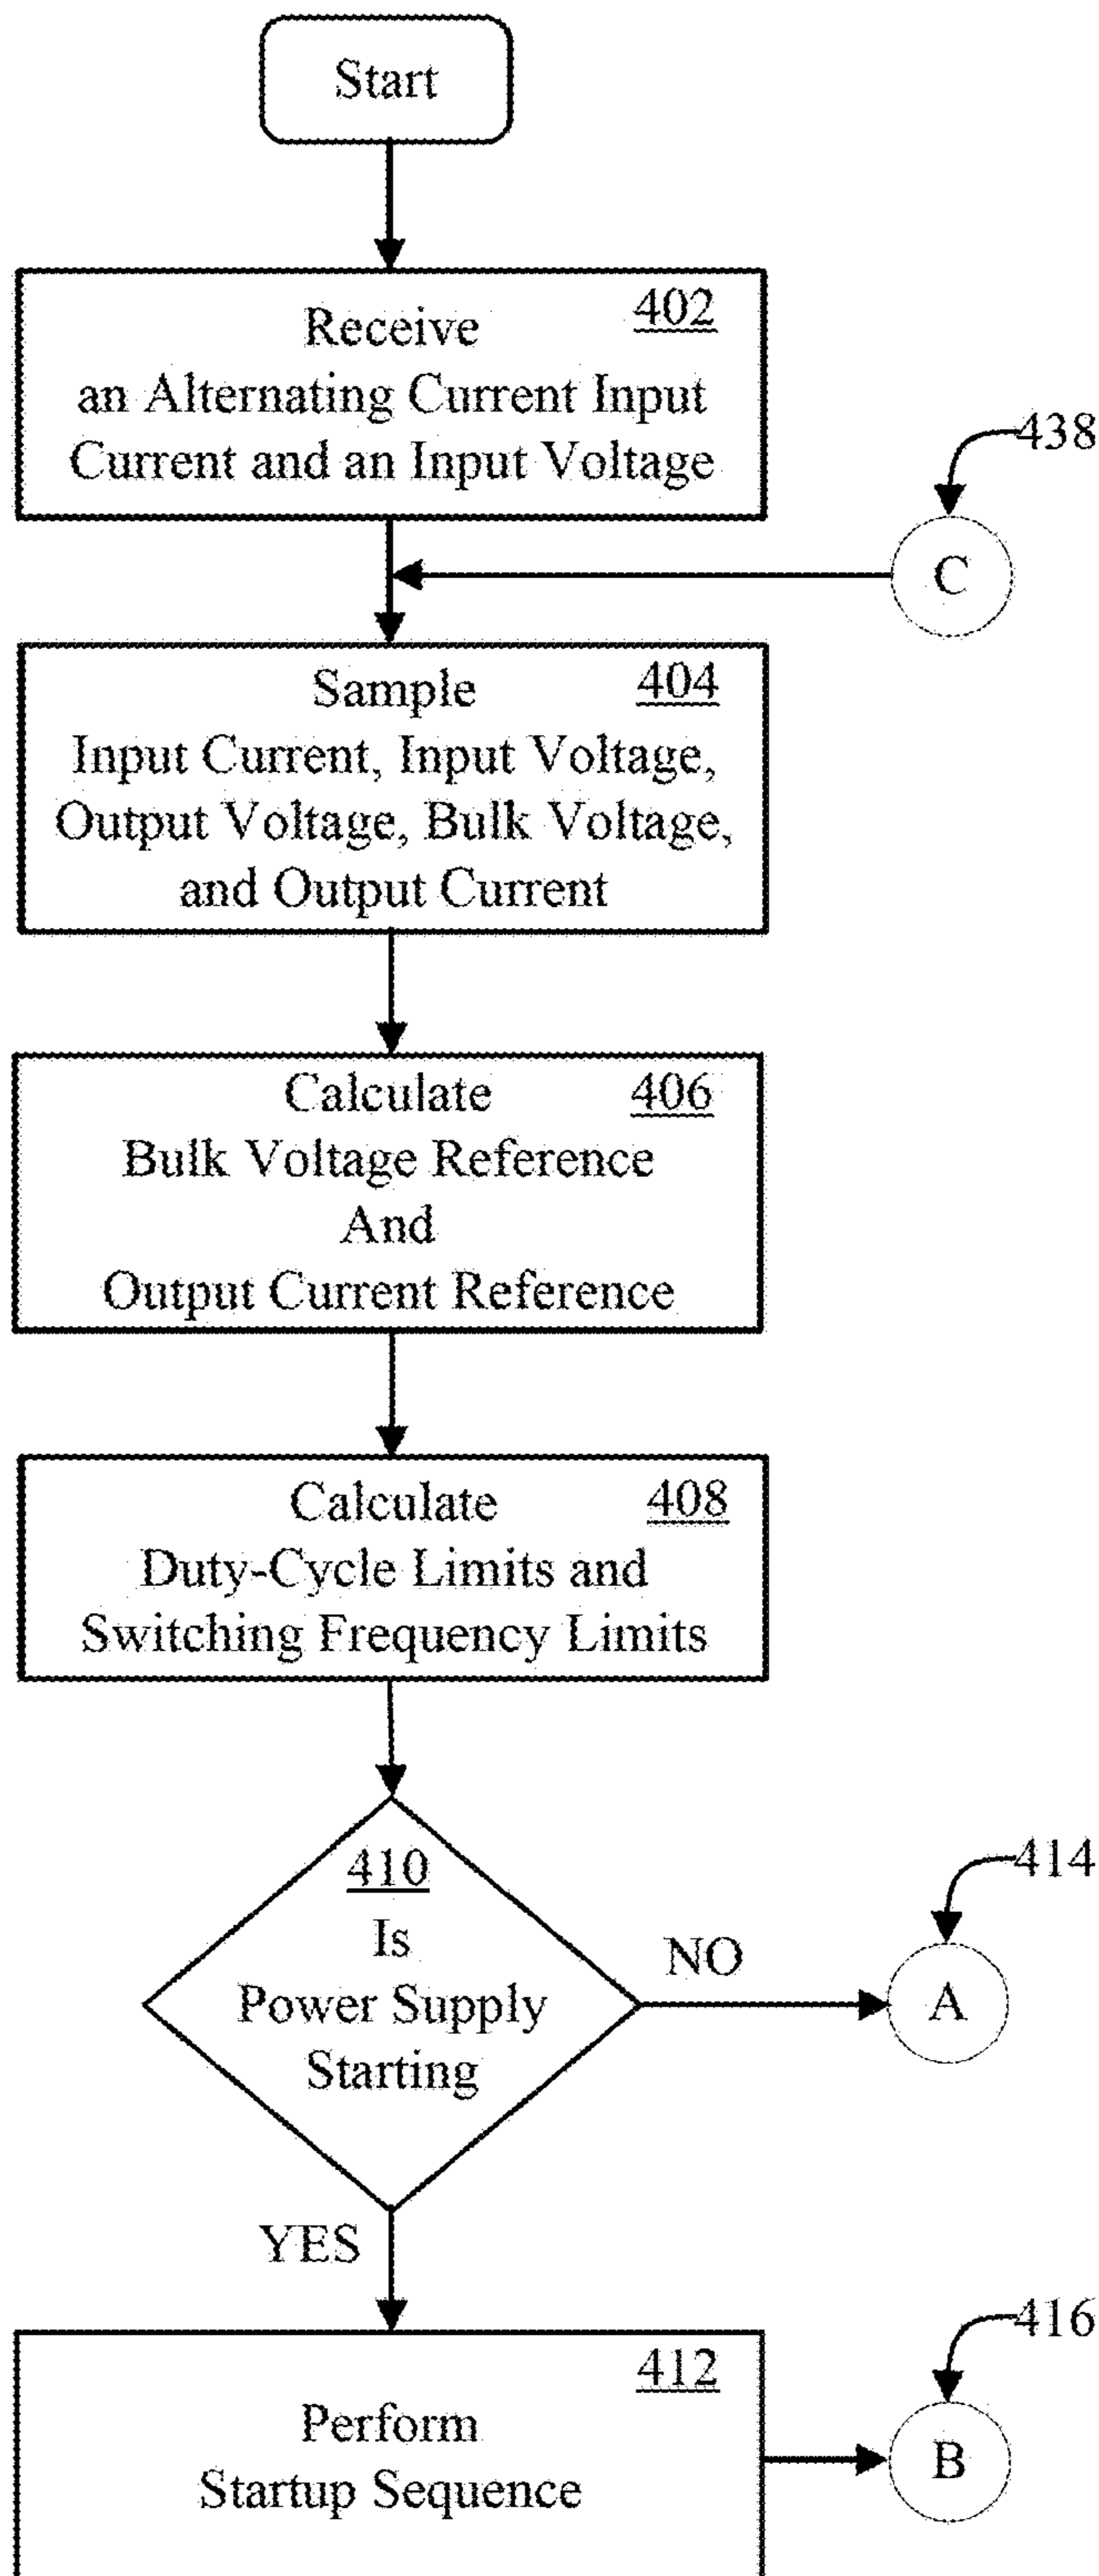 Start
402
Receive
an Alternating Current Input
Current and an Input Voltage
438
C
404
Sample
Input Current, Input Voltage,
Output Voltage, Bulk Voltage,
and Output Current
406
Calculate
Bulk Voltage Reference
And
Output Current Reference
408
Calculate
Duty-Cycle Limits and
Switching Frequency Limits
410
Is
Power Supply
Starting
NO
414
A
YES
412
Perform
Startup Sequence
416
B